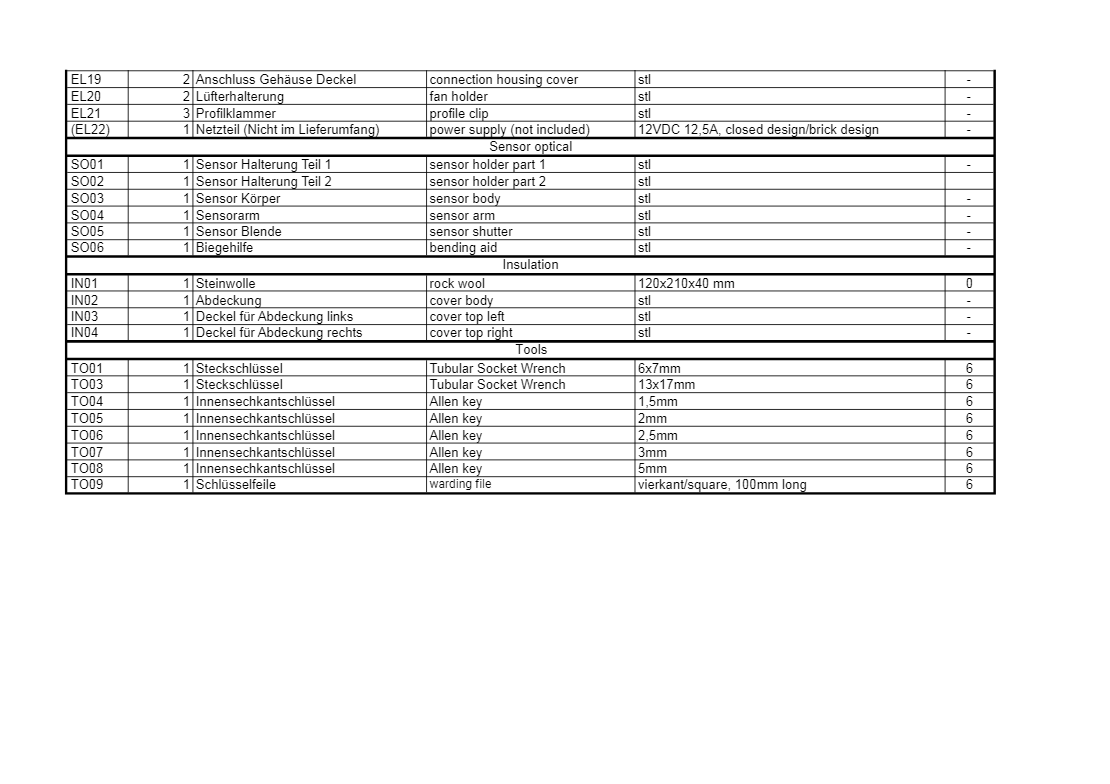 EL19 2 Anschluss Gehäuse Deckel connection housing cover stl -
EL20 2 Lüfterhalterung fan holder stl -
EL21 3 Profilklammer profile clip stl -
(EL22) 1 Netzteil (Nicht im Lieferumfang) power supply (not included) 12VDC 12,5A, closed design/brick design -
Sensor optical
SO01 1 Sensor Halterung Teil 1 sensor holder part 1 stl -
SO02 1 Sensor Halterung Teil 2 sensor holder part 2 stl
SO03 1 Sensor Körper sensor body stl -
SO04 1 Sensorarm sensor arm stl -
SO05 1 Sensor Blende sensor shutter stl -
SO06 1 Biegehilfe bending aid stl -
Insulation
IN01 1 Steinwolle rock wool 120x210x40 mm 0
IN02 1 Abdeckung cover body stl -
IN03 1 Deckel für Abdeckung links cover top left stl -
IN04 1 Deckel für Abdeckung rechts cover top right stl -
Tools
TO01 1 Steckschlüssel Tubular Socket Wrench 6x7mm 6
TO03 1 Steckschlüssel Tubular Socket Wrench 13x17mm 6
TO04 1 Innensechkantschlüssel Allen key 1,5mm 6
TO05 1 Innensechkantschlüssel Allen key 2mm 6
TO06 1 Innensechkantschlüssel Allen key 2,5mm 6
TO07 1 Innensechkantschlüssel Allen key 3mm 6
TO08 1 Innensechkantschlüssel Allen key 5mm 6
TO09 1 Schlüsselfeile warding file vierkant/square, 100mm long 6